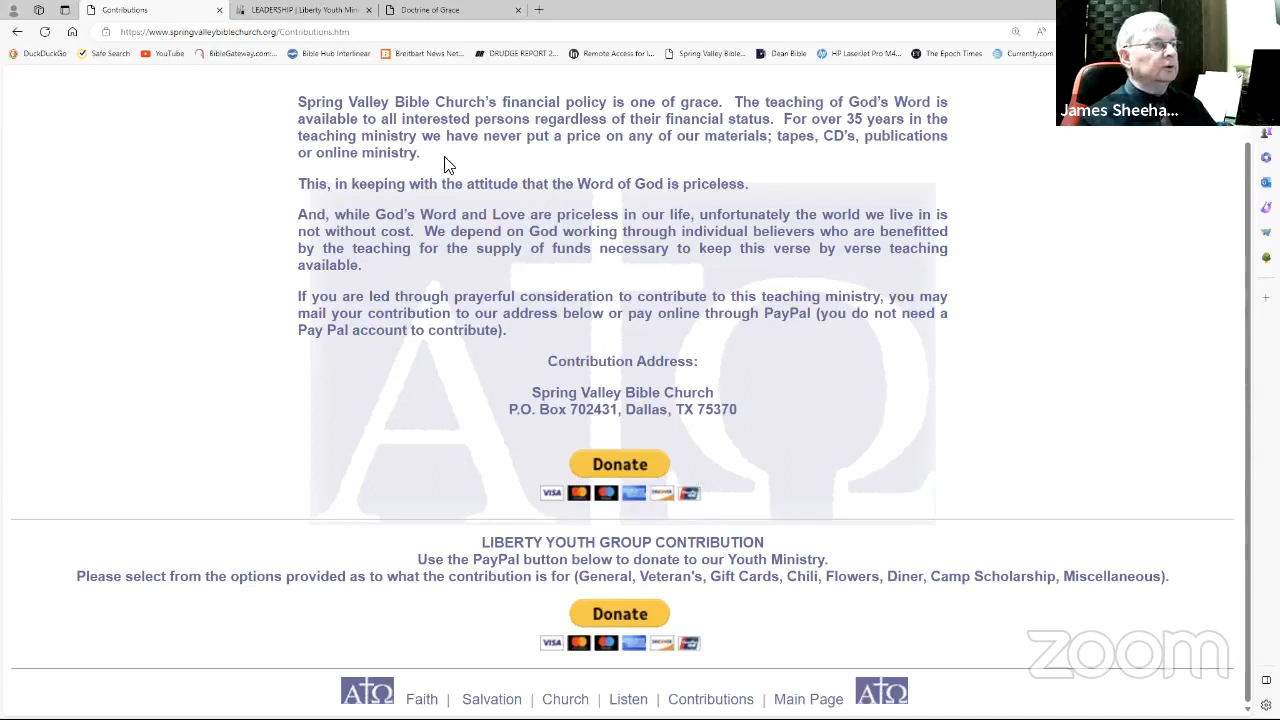 Contributions
LEADERSHIP | Liberty Youth Min
Doctrine of Grace
https://www.springvalleybiblechurch.org/Contributions.htm
DuckDuckGo
Safe Search
YouTube
BibleGateway.com:...
Bible Hub Interlinear
Breitbart News Net...
DRUDGE REPORT 2...
Remote Access for I...
Spring Valley Bible...
Dean Bible
HP LaserJet Pro M4...
The Epoch Times
Currently.com
James Sheeha...
Spring Valley Bible Church's financial policy is one of grace. The teaching of God's Word is
available to all interested persons regardless of their financial status. For over 35 years in the
teaching ministry we have never put a price on any of our materials; tapes, CD's, publications
or online ministry.
This, in keeping with the attitude that the Word of God is priceless.
And, while God's Word and Love are priceless in our life, unfortunately the world we live in is
not without cost. We depend on God working through individual believers who are benefitted
by the teaching for the supply of funds necessary to keep this verse by verse teaching
available.
If you are led through prayerful consideration to contribute to this teaching ministry, you may
mail your contribution to our address below or pay online through PayPal (you do not need a
Pay Pal account to contribute).
Contribution Address:
Spring Valley Bible Church
P.O. Box 702431, Dallas, TX 75370
Donate
VISA
DISCOVER
LIBERTY YOUTH GROUP CONTRIBUTION
Use the PayPal button below to donate to our Youth Ministry.
Please select from the options provided as to what the contribution is for (General, Veteran's, Gift Cards, Chili, Flowers, Diner, Camp Scholarship, Miscellaneous).
Donate
VISA
DISCOVER
zoom
ΑΩ Faith | Salvation | Church | Listen | Contributions | Main Page ΑΩ